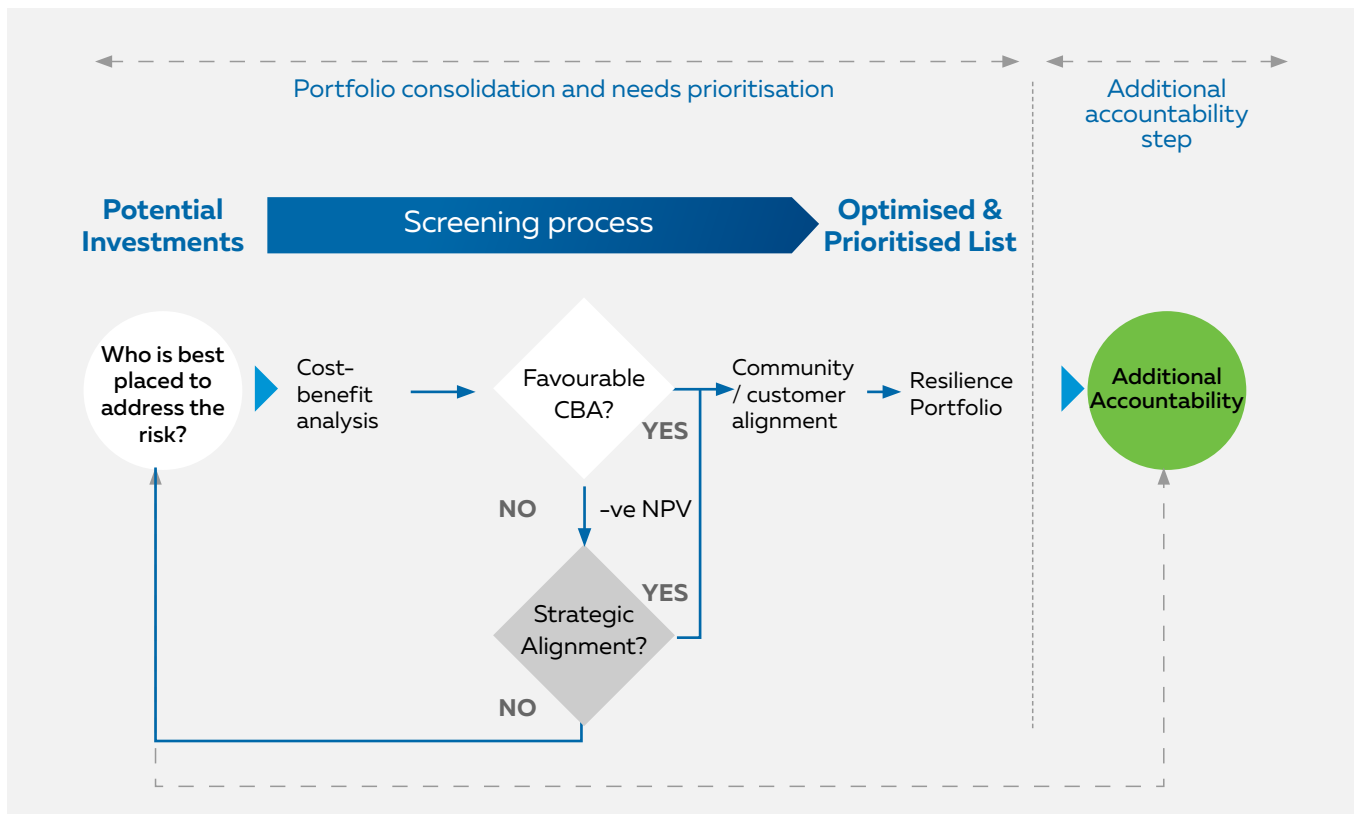 Portfolio consolidation and needs prioritisation
Additional
accountability
step
Potential
Investments
Screening process
Optimised &
Prioritised List
Who is best
placed to
address the
risk?
Cost-
benefit
analysis
Favourable
CBA?
YES
Community
/ customer
alignment
Resilience
Portfolio
Additional
Accountability
NO
-ve NPV
YES
Strategic
Alignment?
NO